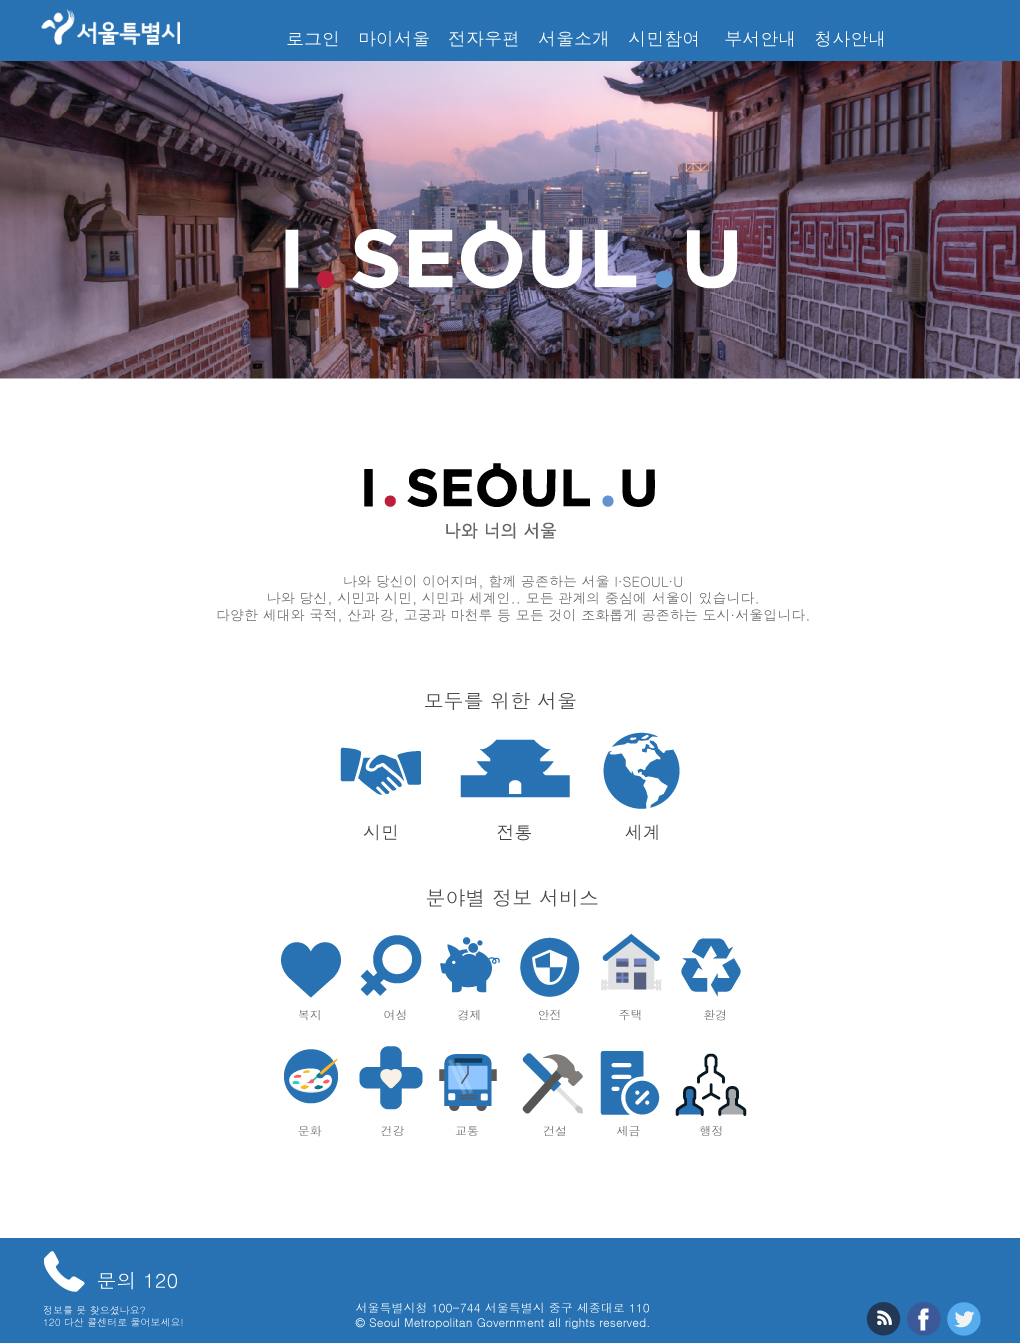 서울특별시
로그인 마이서울 전자우편 서울소개 시민참여 부서안내 청사안내
I.SEOUL.U
I.SEOUL.U
나와 너의 서울
나와 당신이 이어지며, 함께 공존하는 서울 I·SEOUL·U
나와 당신, 시민과 시민, 시민과 세계인.. 모든 관계의 중심에 서울이 있습니다.
다양한 세대와 국적, 산과 강, 고궁과 마천루 등 모든 것이 조화롭게 공존하는 도시·서울입니다.
모두를 위한 서울
시민 전통 세계
분야별 정보 서비스
복지 여성 경제 안전 주택 환경
문화 건강 교통 건설 세금 행정
문의 120
정보를 못 찾으셨나요?
120 다산 콜센터로 물어보세요!
서울특별시청 100-744 서울특별시 중구 세종대로 110
© Seoul Metropolitan Government all rights reserved.